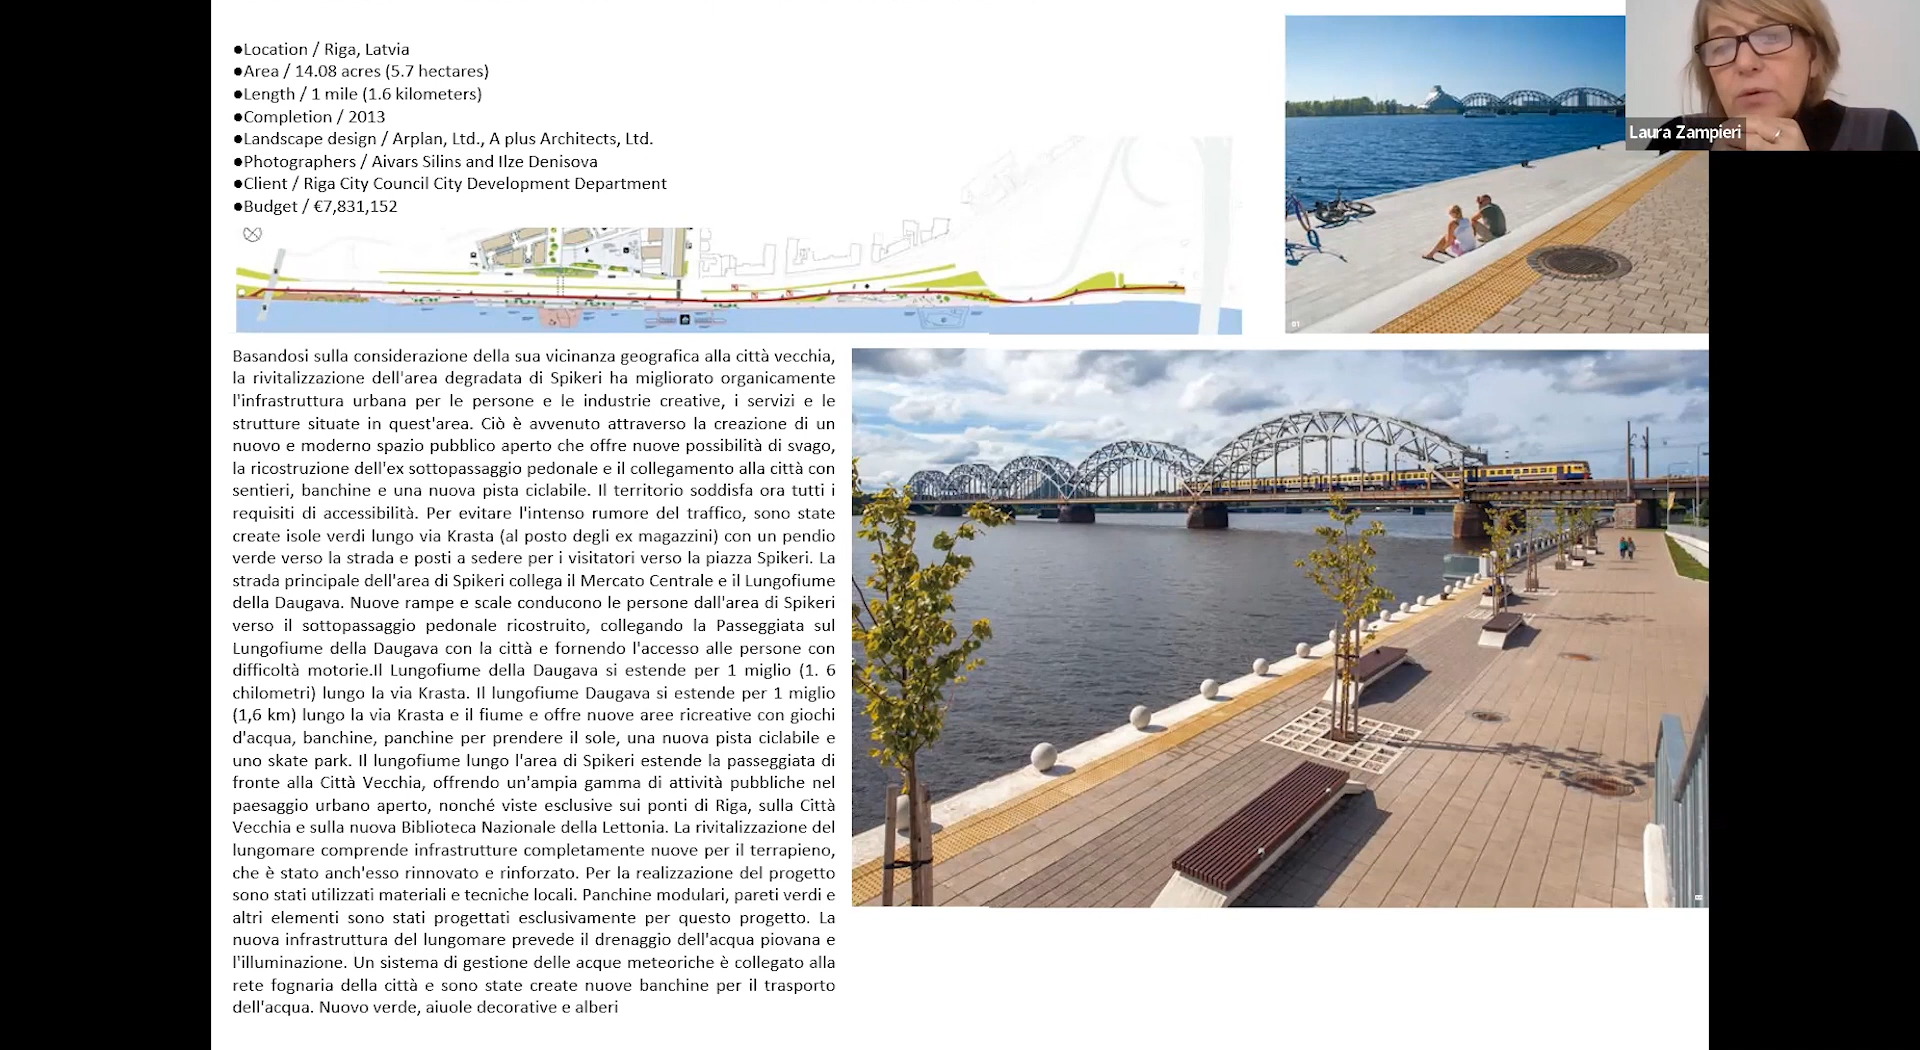 ●Location / Riga, Latvia
●Area / 14.08 acres (5.7 hectares)
●Length / 1 mile (1.6 kilometers)
●Completion / 2013
●Landscape design / Arplan, Ltd., A plus Architects, Ltd.
●Photographers / Aivars Silins and Ilze Denisova
●Client / Riga City Council City Development Department
●Budget / €7,831,152
Laura Zampieri
01
Basandosi sulla considerazione della sua vicinanza geografica alla città vecchia,
la rivitalizzazione dell'area degradata di Spikeri ha migliorato organicamente
l'infrastruttura urbana per le persone e le industrie creative, i servizi e le
strutture situate in quest'area. Ciò è avvenuto attraverso la creazione di un
nuovo e moderno spazio pubblico aperto che offre nuove possibilità di svago,
la ricostruzione dell'ex sottopassaggio pedonale e il collegamento alla città con
sentieri, banchine e una nuova pista ciclabile. Il territorio soddisfa ora tutti i
requisiti di accessibilità. Per evitare l'intenso rumore del traffico, sono state
create isole verdi lungo via Krasta (al posto degli ex magazzini) con un pendio
verde verso la strada e posti a sedere per i visitatori verso la piazza Spikeri. La
strada principale dell'area di Spikeri collega il Mercato Centrale e il Lungofiume
della Daugava. Nuove rampe e scale conducono le persone dall'area di Spikeri
verso il sottopassaggio pedonale ricostruito, collegando la Passeggiata sul
Lungofiume della Daugava con la città e fornendo l'accesso alle persone con
difficoltà motorie.Il Lungofiume della Daugava si estende per 1 miglio (1. 6
chilometri) lungo la via Krasta. Il lungofiume Daugava si estende per 1 miglio
(1,6 km) lungo la via Krasta e il fiume e offre nuove aree ricreative con giochi
d'acqua, banchine, panchine per prendere il sole, una nuova pista ciclabile e
uno skate park. Il lungofiume lungo l'area di Spikeri estende la passeggiata di
fronte alla Città Vecchia, offrendo un'ampia gamma di attività pubbliche nel
paesaggio urbano aperto, nonché viste esclusive sui ponti di Riga, sulla Città
Vecchia e sulla nuova Biblioteca Nazionale della Lettonia. La rivitalizzazione del
lungomare comprende infrastrutture completamente nuove per il terrapieno,
che è stato anch'esso rinnovato e rinforzato. Per la realizzazione del progetto
sono stati utilizzati materiali e tecniche locali. Panchine modulari, pareti verdi e
altri elementi sono stati progettati esclusivamente per questo progetto. La
nuova infrastruttura del lungomare prevede il drenaggio dell'acqua piovana e
l'illuminazione. Un sistema di gestione delle acque meteoriche è collegato alla
rete fognaria della città e sono state create nuove banchine per il trasporto
dell'acqua. Nuovo verde, aiuole decorative e alberi